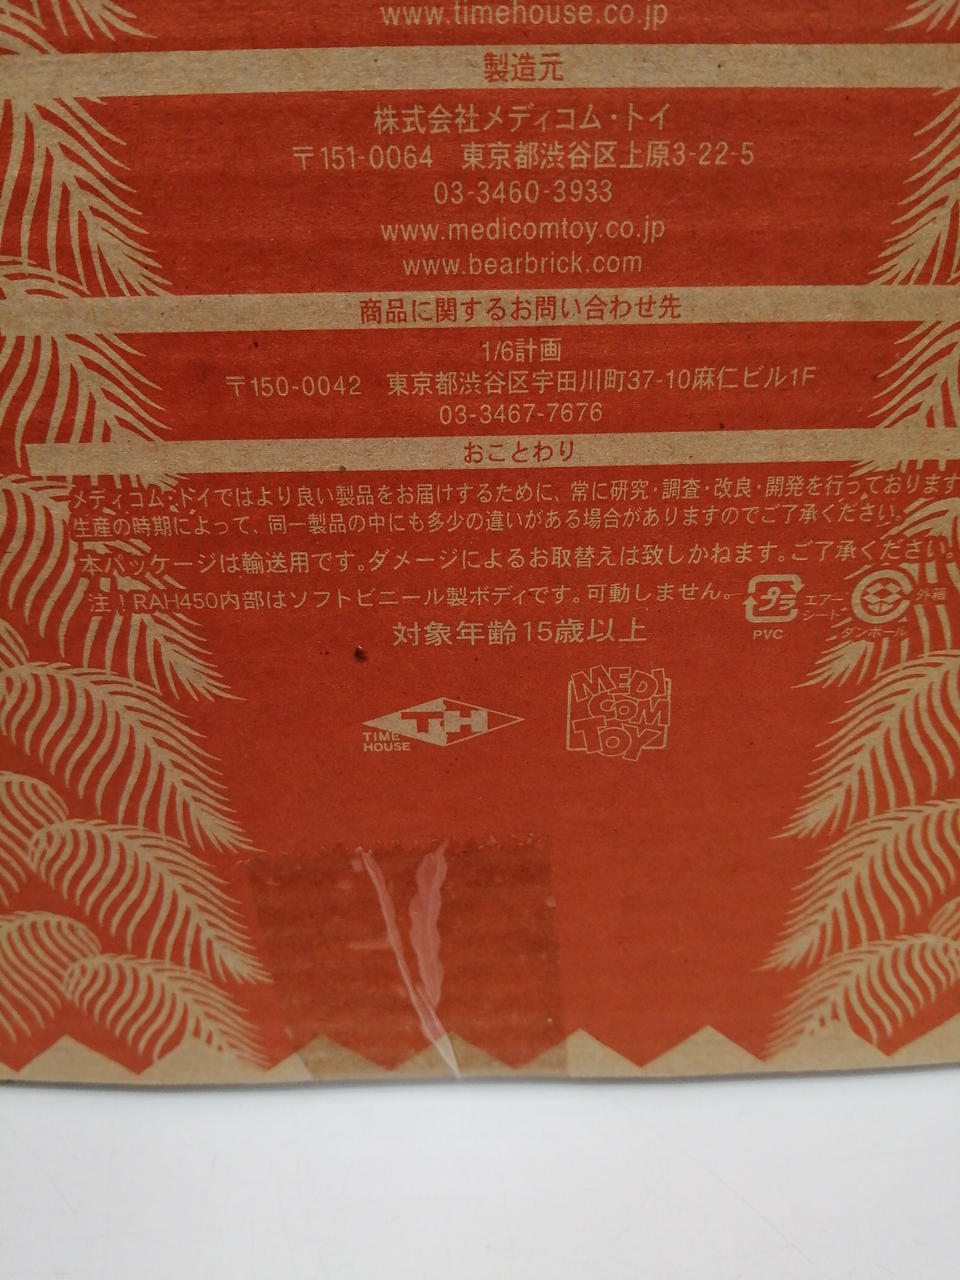 www.timehouse.co.jp
製造元
株式会社メディコム・トイ
〒151-0064 東京都渋谷区上原3-22-5
03-3460-3933
www.medicomtoy.co.jp
www.bearbrick.com
商品に関するお問い合わせ先
1/6計画
〒150-0042 東京都渋谷区宇田川町37-10麻仁ビル1F
03-3467-7676
おことわり
メディコム・トイではより良い製品をお届けするために、常に研究・調査・改良・開発を行っております
生産の時期によって、同一製品の中にも多少の違いがある場合がありますのでご了承ください。
本パッケージは輸送用です。ダメージによるお取替えは致しかねます。ご了承ください。
注！RAH450内部はソフトビニール製ボディです。可動しません。
プラ
PVC
エアー
シート
ダンボール
外箱
対象年齢15歳以上
TH
TIME
HOUSE
MEDI
COM
TOY